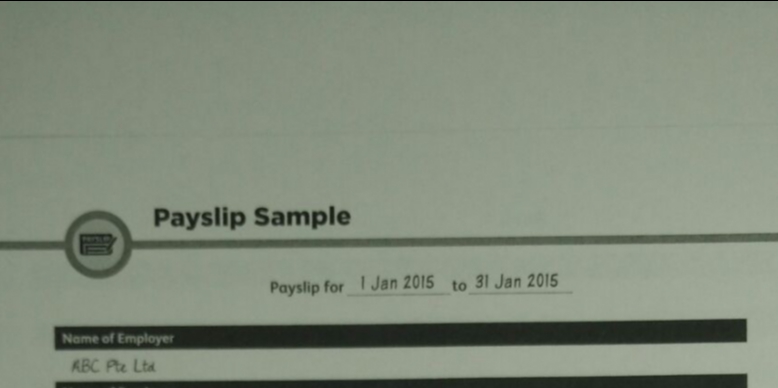 Payslip Sample
Payslip for 1 Jan 2015 to 31 Jan 2015
Name of Employer
ABC Pte Ltd